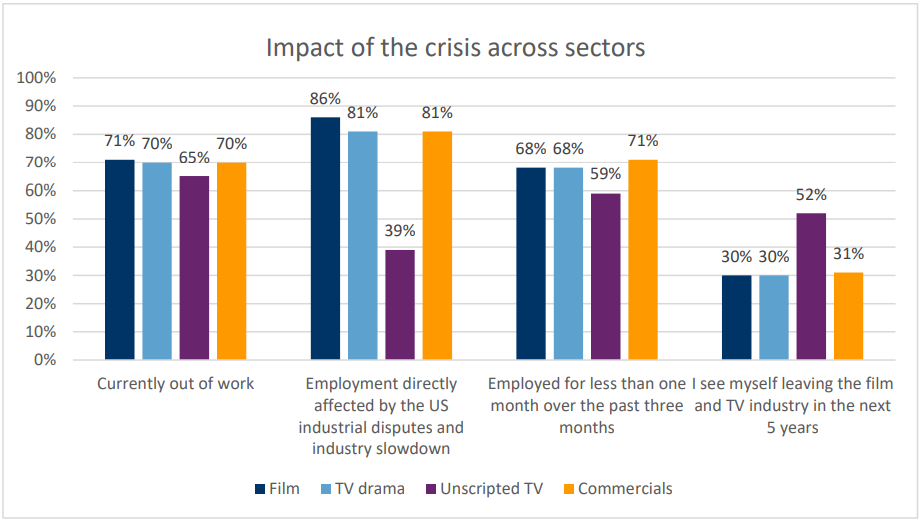 Impact of the crisis across sectors
100%
90%
80%
70%
60%
50%
40%
30%
20%
10%
0%
71% 70% 65% 70%
86% 81% 39% 81%
68% 68% 59% 71%
30% 30% 52% 31%
Currently out of work
Employment directly
affected by the US
industrial disputes and
industry slowdown
Employed for less than one
month over the past three
months
I see myself leaving the film
and TV industry in the next
5 years
Film TV drama Unscripted TV Commercials